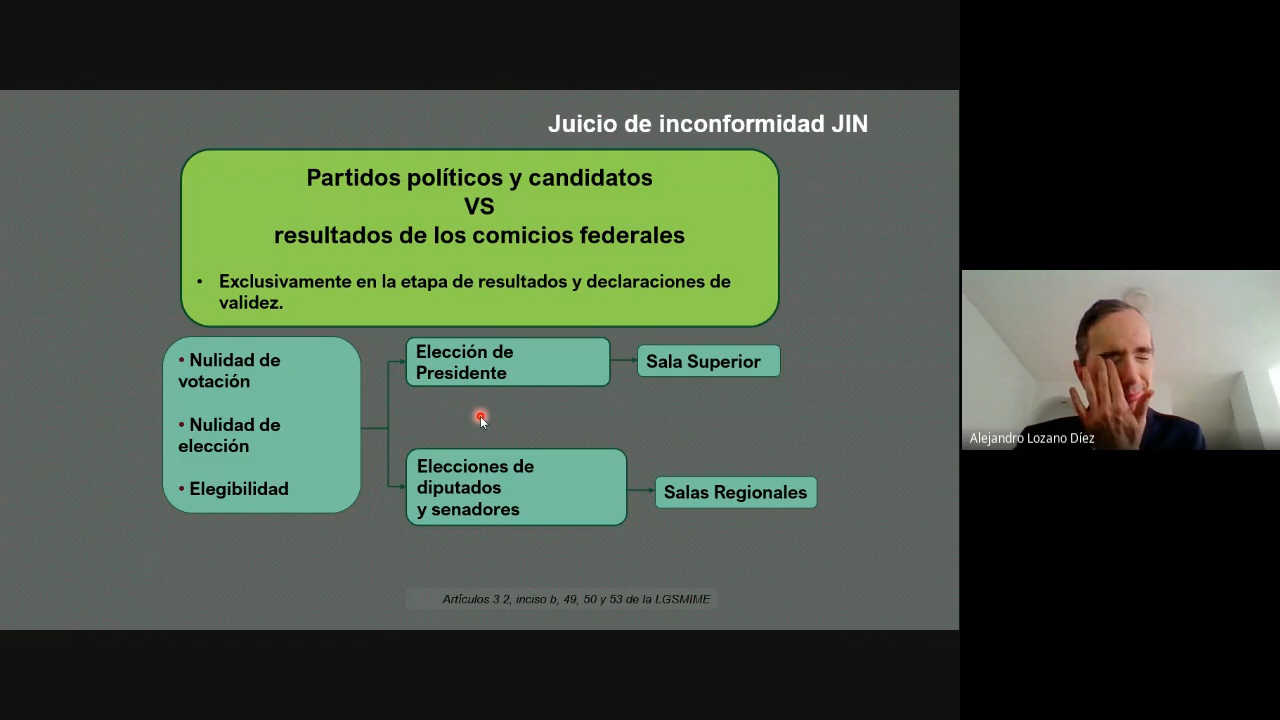 Juicio de inconformidad JIN
Partidos políticos y candidatos
VS
resultados de los comicios federales
• Exclusivamente en la etapa de resultados y declaraciones de
validez.
• Nulidad de
votación
• Nulidad de
elección
• Elegibilidad
Elección de
Presidente
Sala Superior
Elecciones de
diputados
y senadores
Salas Regionales
Artículos 3.2, inciso b, 49, 50 y 53 de la LGSMIME
Alejandro Lozano Díez